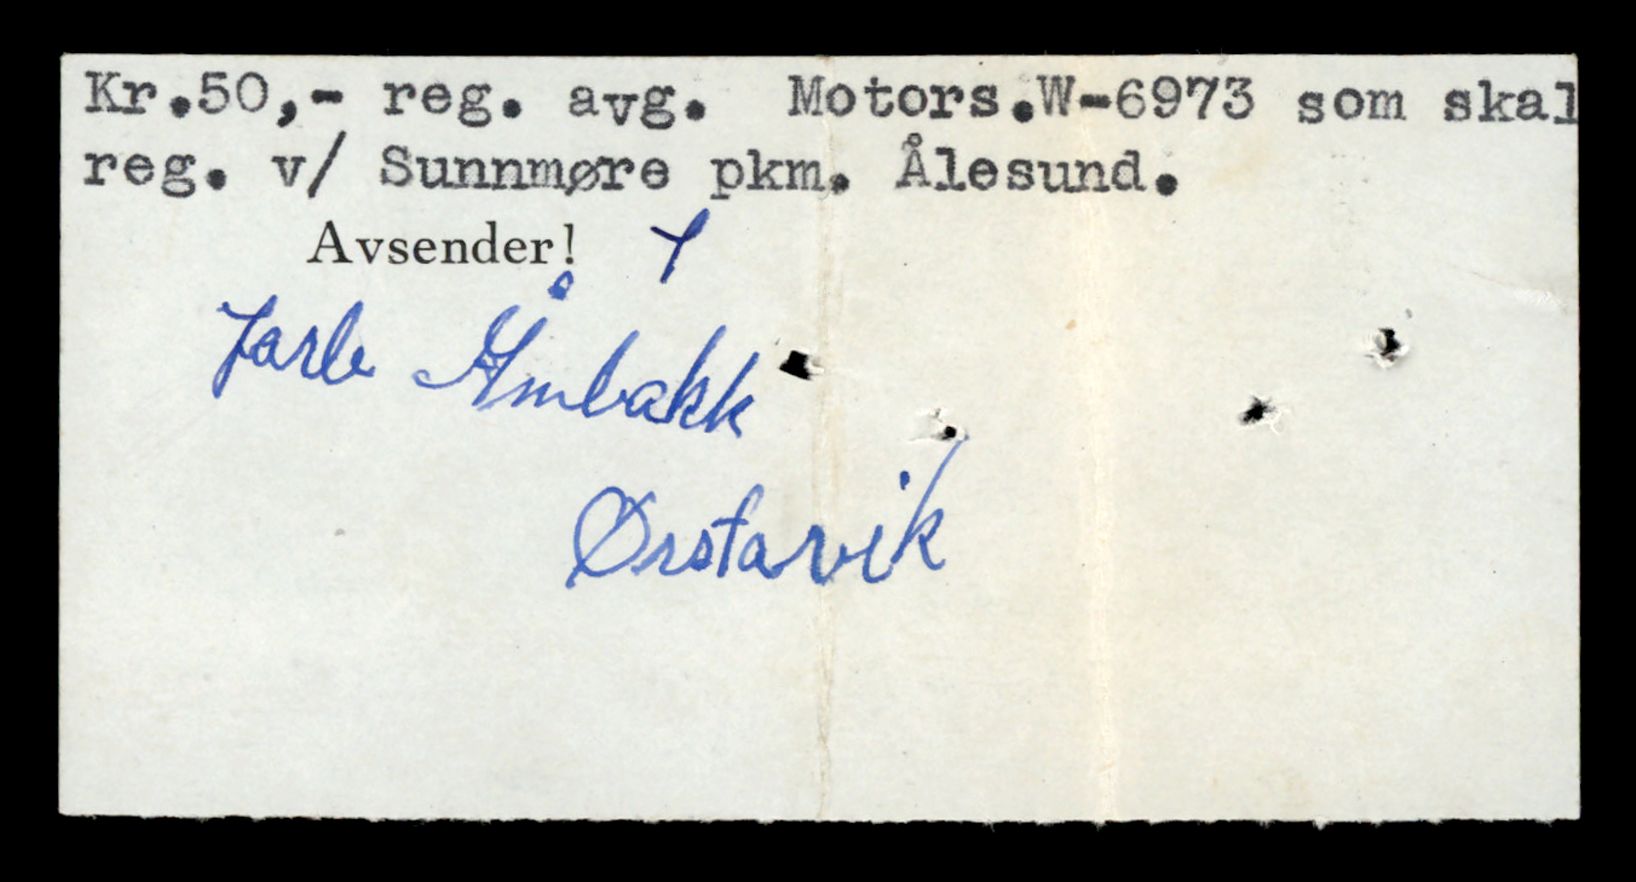 Kr.50,- reg. avg. Motors.W-6973 som skal
reg. v/ Sunnmøre pkm. Ålesund.
Avsender!
Jarle Åmbakk
Ørstavik